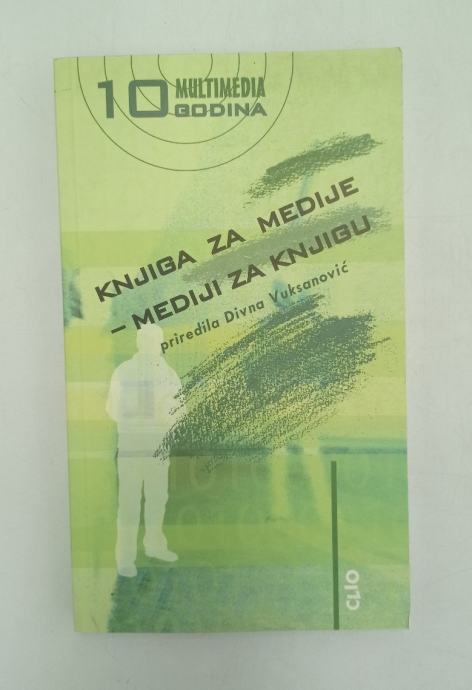 10 MULTIMEDIA
GODINA
KNJIGA ZA MEDIJE
– MEDIJI ZA KNJIGU
priredila Divna Vuksanović
CLIO